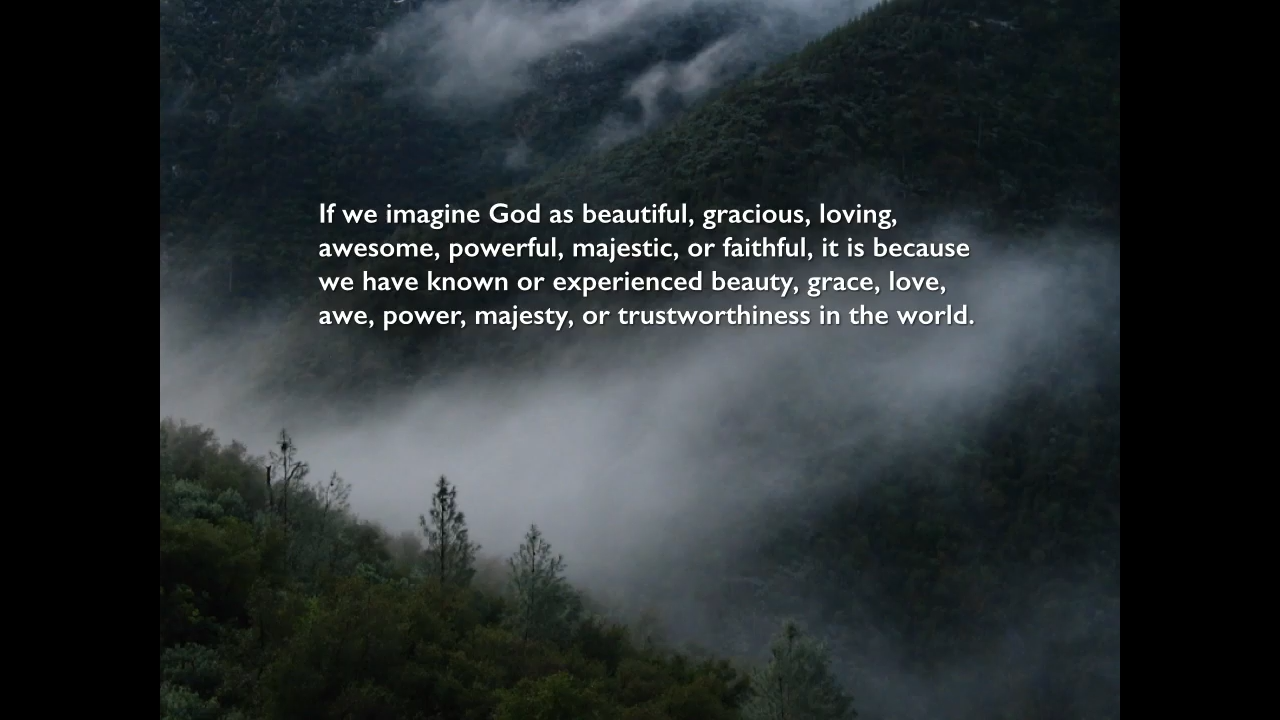 If we imagine God as beautiful, gracious, loving,
awesome, powerful, majestic, or faithful, it is because
we have known or experienced beauty, grace, love,
awe, power, majesty, or trustworthiness in the world.